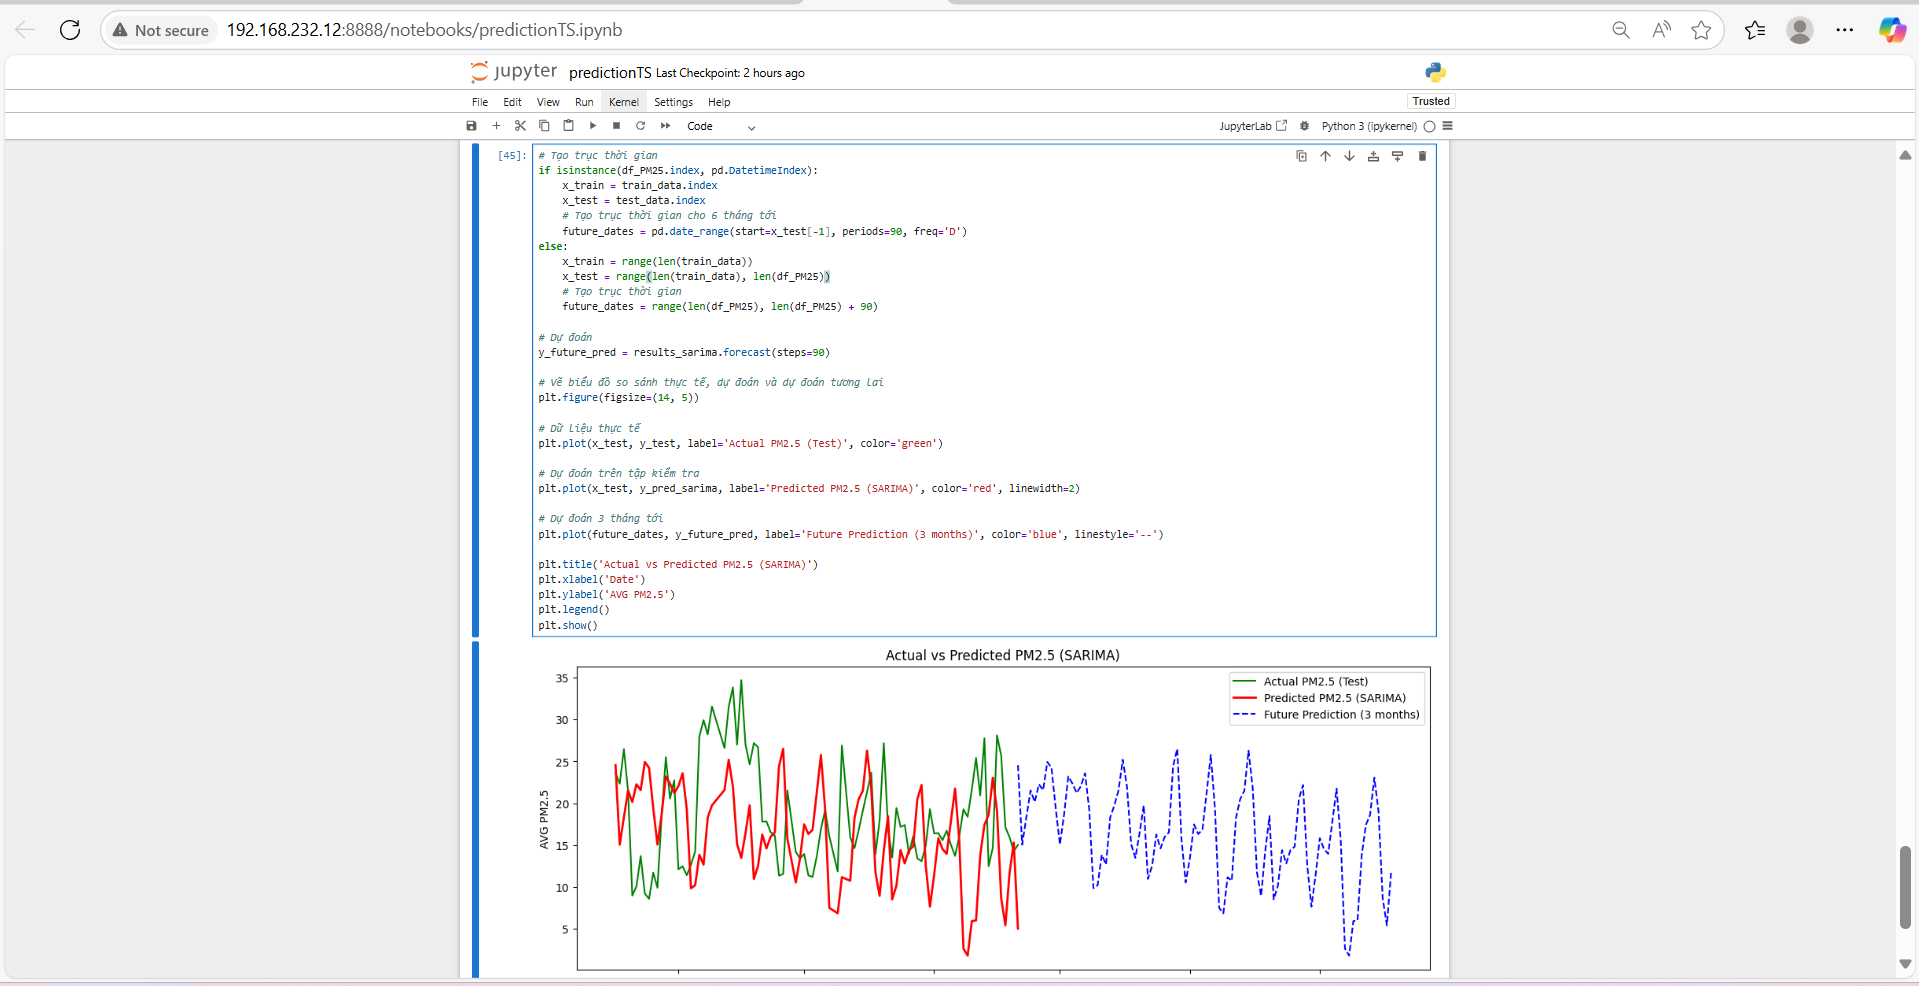 Not secure 192.168.232.12:8888/notebooks/predictionTS.ipynb
jupyter predictionTS Last Checkpoint: 2 hours ago
File Edit View Run Kernel Settings Help
Trusted
Code
JupyterLab Python 3 (ipykernel)
[45]:
# Tạo trục thời gian
if isinstance(df_PM25.index, pd.DatetimeIndex):
    x_train = train_data.index
    x_test = test_data.index
    # Tạo trục thời gian cho 6 tháng tới
    future_dates = pd.date_range(start=x_test[-1], periods=90, freq='D')
else:
    x_train = range(len(train_data))
    x_test = range(len(train_data), len(df_PM25))
    # Tạo trục thời gian
    future_dates = range(len(df_PM25), len(df_PM25) + 90)
# Dự đoán
y_future_pred = results_sarima.forecast(steps=90)
# Vẽ biểu đồ so sánh thực tế, dự đoán và dự đoán tương lai
plt.figure(figsize=(14, 5))
# Dữ liệu thực tế
plt.plot(x_test, y_test, label='Actual PM2.5 (Test)', color='green')
# Dự đoán trên tập kiểm tra
plt.plot(x_test, y_pred_sarima, label='Predicted PM2.5 (SARIMA)', color='red', linewidth=2)
# Dự đoán 3 tháng tới
plt.plot(future_dates, y_future_pred, label='Future Prediction (3 months)', color='blue', linestyle='--')
plt.title('Actual vs Predicted PM2.5 (SARIMA)')
plt.xlabel('Date')
plt.ylabel('AVG PM2.5')
plt.legend()
plt.show()
Actual vs Predicted PM2.5 (SARIMA)
Actual PM2.5 (Test)
Predicted PM2.5 (SARIMA)
Future Prediction (3 months)
AVG PM2.5
35
30
25
20
15
10
5